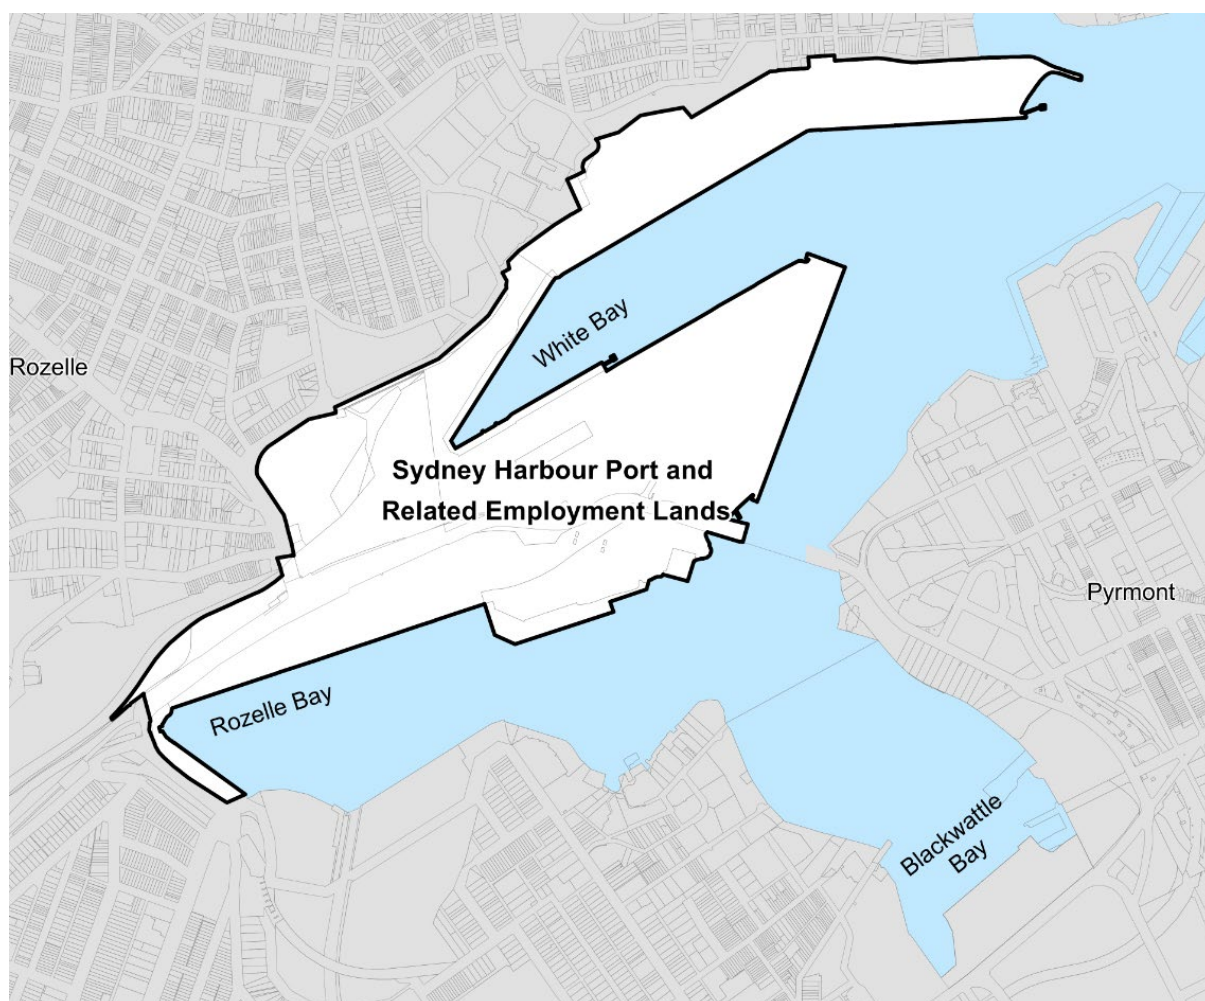 White Bay
Rozelle
Sydney Harbour Port and
Related Employment Lands
Pyrmont
Rozelle Bay
Blackwattle
Bay